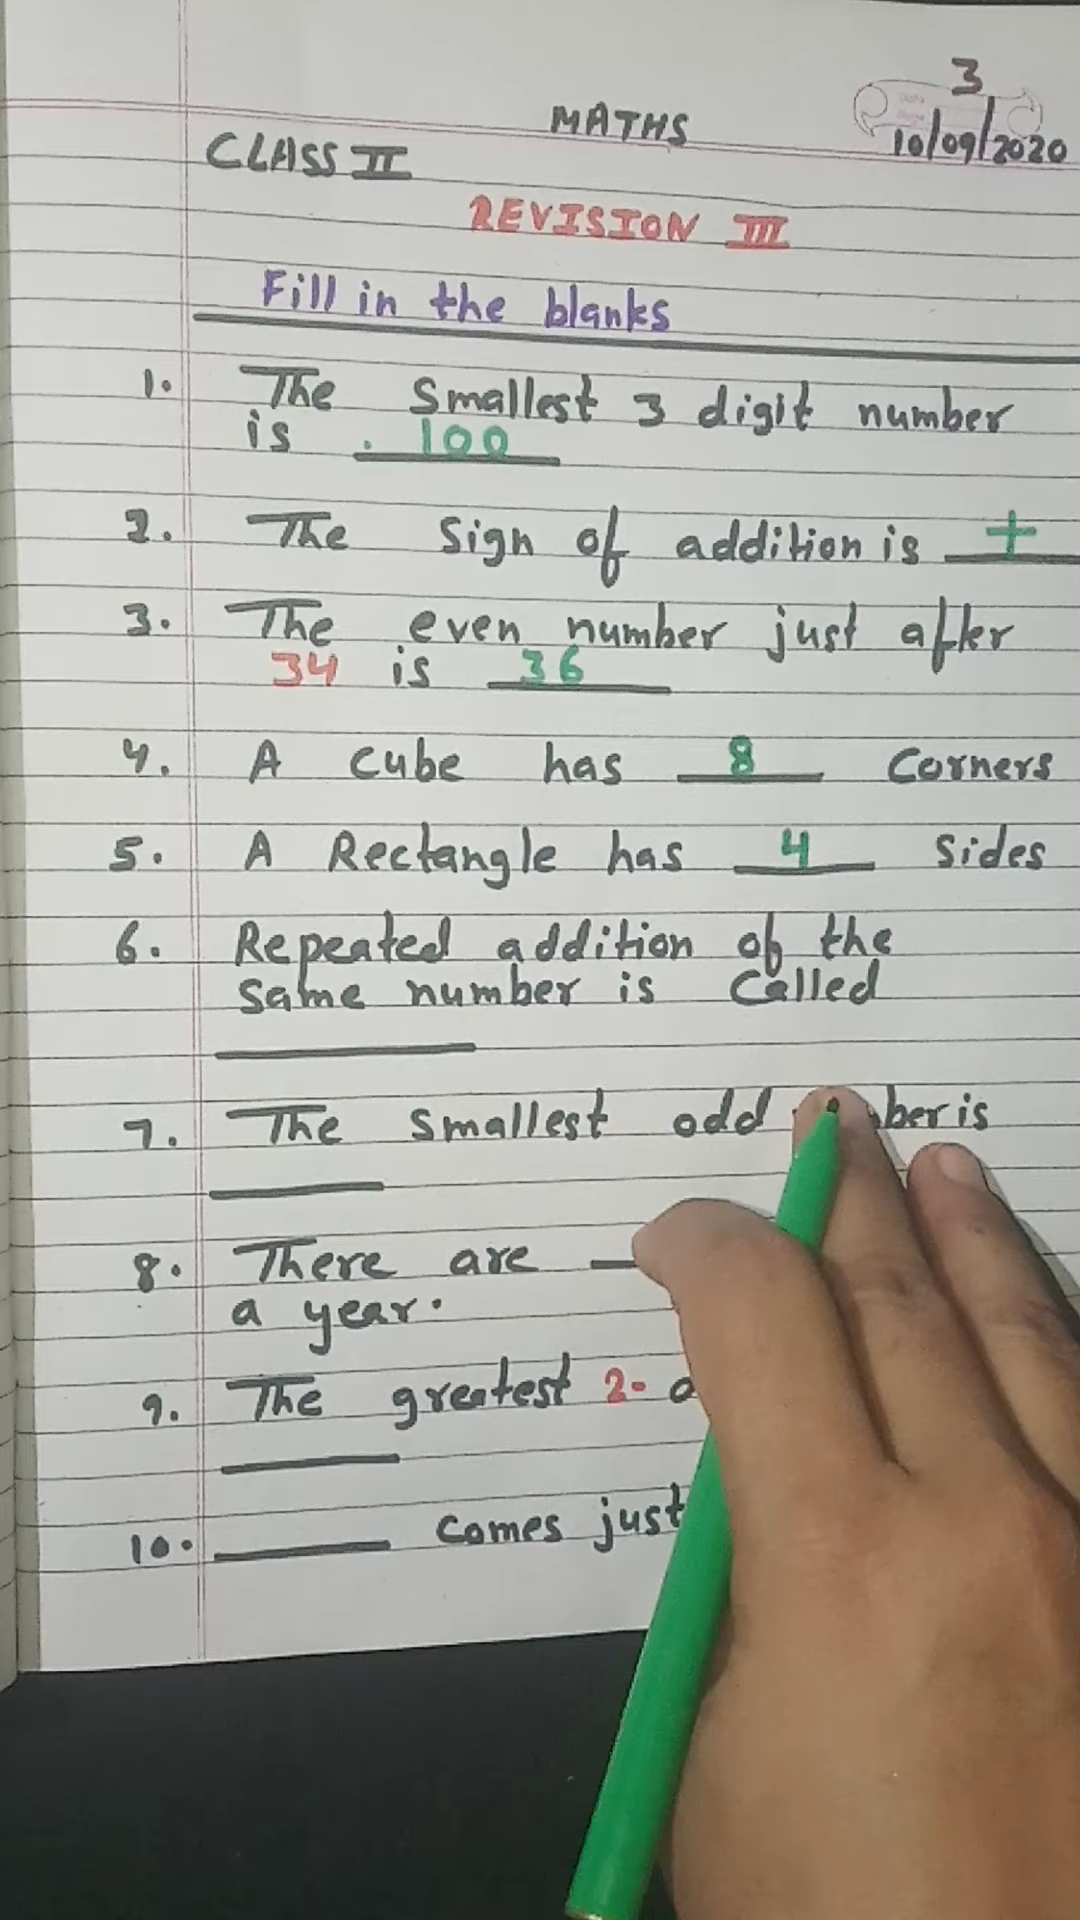 3
MATHS
10/09/2020
CLASS II
REVISION III
Fill in the blanks
1. The Smallest 3 digit number
is . 100
2. The Sign of addition is +
3. The even number just after
34 is 36
4. A cube has 8 Corners
5. A Rectangle has 4 Sides
6. Repeated addition of the
Same number is Called
7. The Smallest odd ber is
8. There are
a year.
9. The greatest 2-
10. Comes just